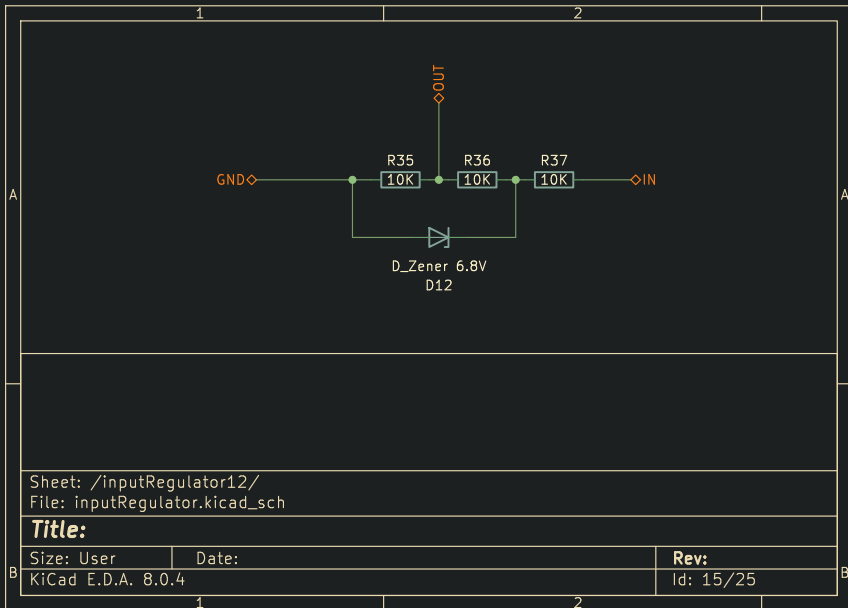 1 2
OUT
R35 R36 R37
GND 10K 10K 10K IN
A A
D_Zener 6.8V
D12
Sheet: /inputRegulator12/
File: inputRegulator.kicad_sch
Title:
Size: User Date: Rev:
B B
KiCad E.D.A. 8.0.4 Id: 15/25
1 2